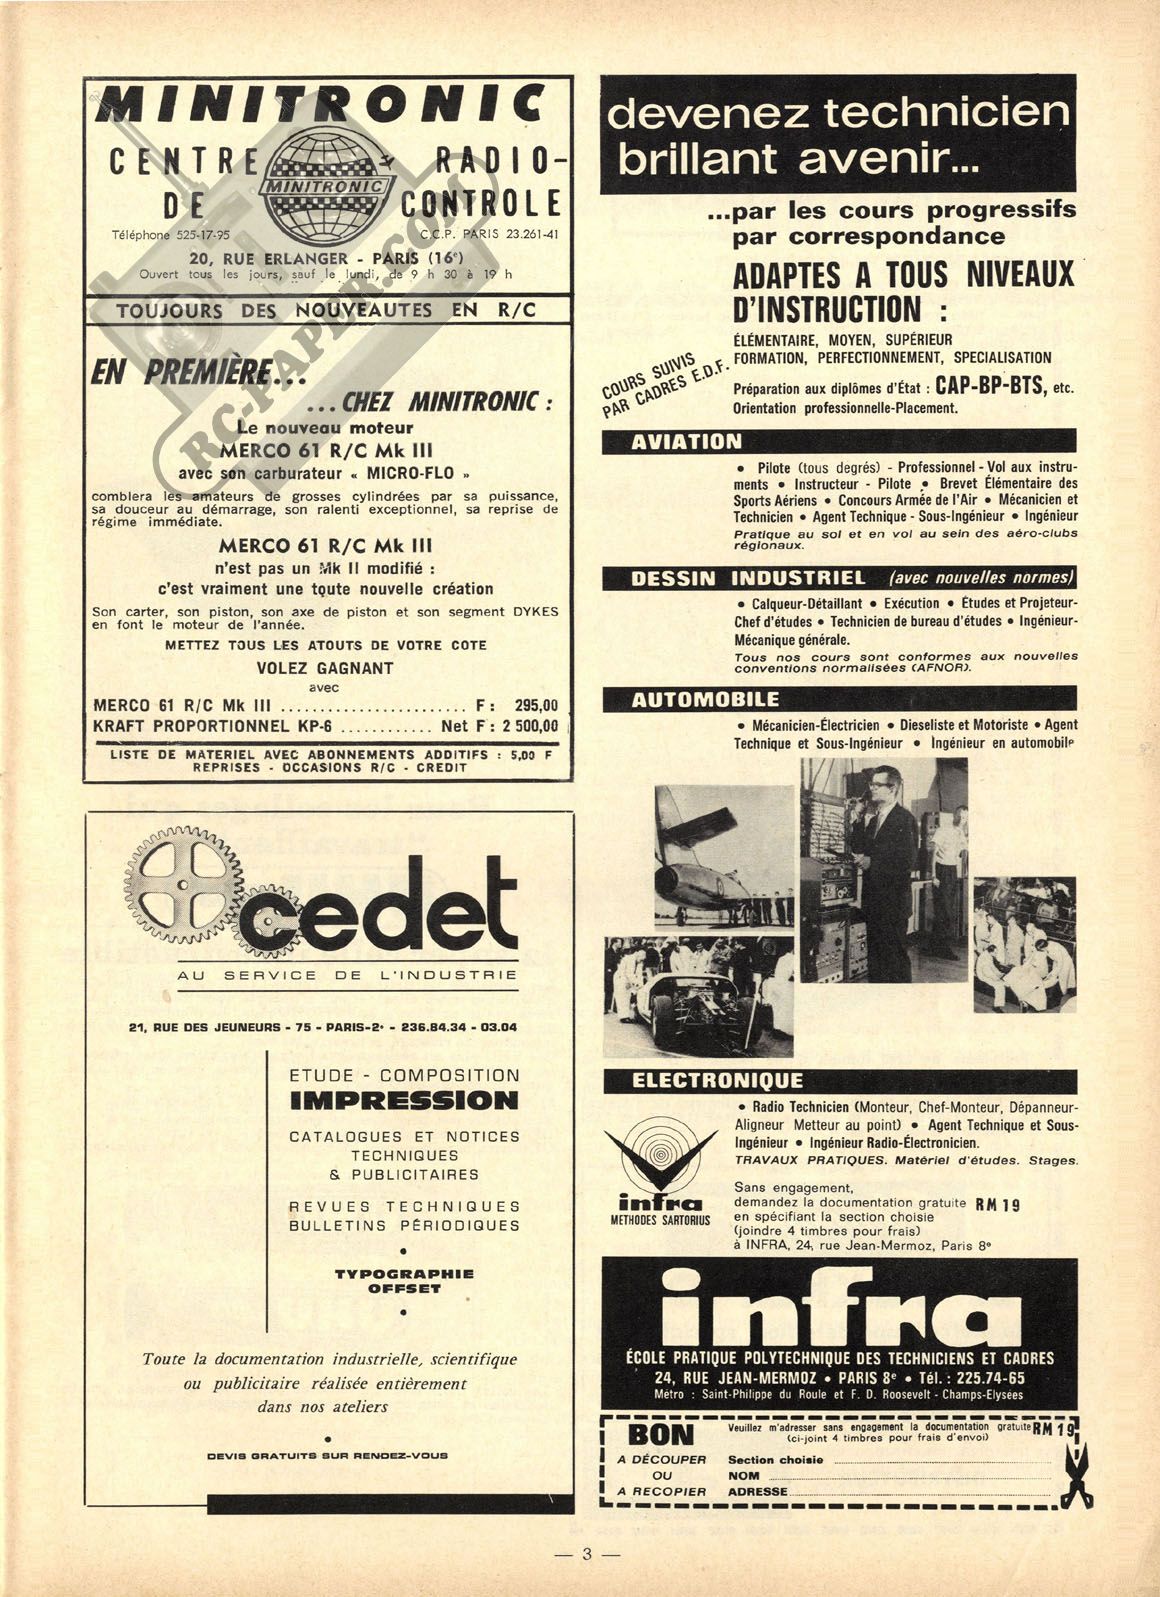 MINITRONIC
CENTRE RADIO-
DE CONTROLE
MINITRONIC
Téléphone 525-17-95 C.C.P. PARIS 23.261-41
20, RUE ERLANGER - PARIS (16e)
Ouvert tous les jours, sauf le lundi, de 9 h 30 à 19 h
TOUJOURS DES NOUVEAUTES EN R/C
EN PREMIÈRE...
...CHEZ MINITRONIC :
Le nouveau moteur
MERCO 61 R/C Mk III
avec son carburateur « MICRO-FLO »
comblera les amateurs de grosses cylindrées par sa puissance,
sa douceur au démarrage, son ralenti exceptionnel, sa reprise de
régime immédiate.
MERCO 61 R/C Mk III
n'est pas un Mk II modifié :
c'est vraiment une toute nouvelle création
Son carter, son piston, son axe de piston et son segment DYKES
en font le moteur de l'année.
METTEZ TOUS LES ATOUTS DE VOTRE COTE
VOLEZ GAGNANT
avec
MERCO 61 R/C Mk III ........................ F : 295,00
KRAFT PROPORTIONNEL KP-6 ............ Net F : 2 500,00
LISTE DE MATERIEL AVEC ABONNEMENTS ADDITIFS : 5,00 F
REPRISES - OCCASIONS R/C - CREDIT
RC-PAPER.COM
cedet
AU SERVICE DE L'INDUSTRIE
21, RUE DES JEUNEURS - 75 - PARIS-2e - 236.84.34 - 03.04
ETUDE - COMPOSITION
IMPRESSION
CATALOGUES ET NOTICES
TECHNIQUES
& PUBLICITAIRES
REVUES TECHNIQUES
BULLETINS PÉRIODIQUES
•
TYPOGRAPHIE
OFFSET
•
Toute la documentation industrielle, scientifique
ou publicitaire réalisée entièrement
dans nos ateliers
•
DEVIS GRATUITS SUR RENDEZ-VOUS
devenez technicien
brillant avenir...
...par les cours progressifs
par correspondance
ADAPTES A TOUS NIVEAUX
D'INSTRUCTION :
ÉLÉMENTAIRE, MOYEN, SUPÉRIEUR
FORMATION, PERFECTIONNEMENT, SPECIALISATION
COURS SUIVIS
PAR CADRES E.D.F.
Préparation aux diplômes d'État : CAP-BP-BTS, etc.
Orientation professionnelle-Placement.
AVIATION
• Pilote (tous degrés) - Professionnel - Vol aux instru-
ments • Instructeur - Pilote • Brevet Élémentaire des
Sports Aériens • Concours Armée de l'Air • Mécanicien et
Technicien • Agent Technique - Sous-Ingénieur • Ingénieur
Pratique au sol et en vol au sein des aéro-clubs
régionaux.
DESSIN INDUSTRIEL (avec nouvelles normes)
• Calqueur-Détaillant • Exécution • Études et Projeteur-
Chef d'études • Technicien de bureau d'études • Ingénieur-
Mécanique générale.
Tous nos cours sont conformes aux nouvelles
conventions normalisées (AFNOR).
AUTOMOBILE
• Mécanicien-Électricien • Dieseliste et Motoriste • Agent
Technique et Sous-Ingénieur • Ingénieur en automobile
ELECTRONIQUE
• Radio Technicien (Monteur, Chef-Monteur, Dépanneur-
Aligneur Metteur au point) • Agent Technique et Sous-
Ingénieur • Ingénieur Radio-Électronicien.
TRAVAUX PRATIQUES. Matériel d'études. Stages.
infra
METHODES SARTORIUS
Sans engagement,
demandez la documentation gratuite RM 19
en spécifiant la section choisie
(joindre 4 timbres pour frais)
à INFRA, 24, rue Jean-Mermoz, Paris 8e
infra
ÉCOLE PRATIQUE POLYTECHNIQUE DES TECHNICIENS ET CADRES
24, RUE JEAN-MERMOZ • PARIS 8e • Tél. : 225.74-65
Métro : Saint-Philippe du Roule et F. D. Roosevelt - Champs-Elysées
BON
Veuillez m'adresser sans engagement la documentation gratuite RM 19
(ci-joint 4 timbres pour frais d'envoi)
A DÉCOUPER Section choisie
OU NOM
A RECOPIER ADRESSE
— 3 —